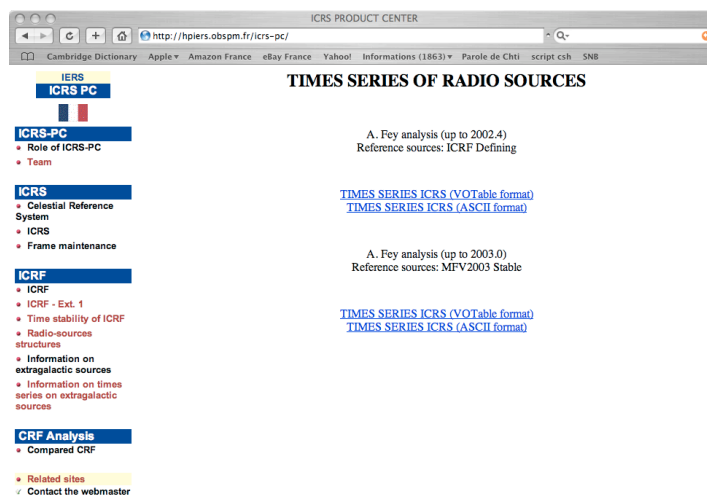 ICRS PRODUCT CENTER
http://hpiers.obspm.fr/icrs-pc/
Q-
Cambridge Dictionary Apple Amazon France eBay France Yahoo! Informations (1863) Parole de Chti script csh SNB
IERS
ICRS PC
ICRS-PC
Role of ICRS-PC
Team
ICRS
Celestial Reference
System
ICRS
Frame maintenance
ICRF
ICRF
ICRF - Ext. 1
Time stability of ICRF
Radio-sources
structures
Information on
extragalactic sources
Information on times
series on extragalactic
sources
CRF Analysis
Compared CRF
Related sites
Contact the webmaster
TIMES SERIES OF RADIO SOURCES
A. Fey analysis (up to 2002.4)
Reference sources: ICRF Defining
TIMES SERIES ICRS (VOTable format)
TIMES SERIES ICRS (ASCII format)
A. Fey analysis (up to 2003.0)
Reference sources: MFV2003 Stable
TIMES SERIES ICRS (VOTable format)
TIMES SERIES ICRS (ASCII format)